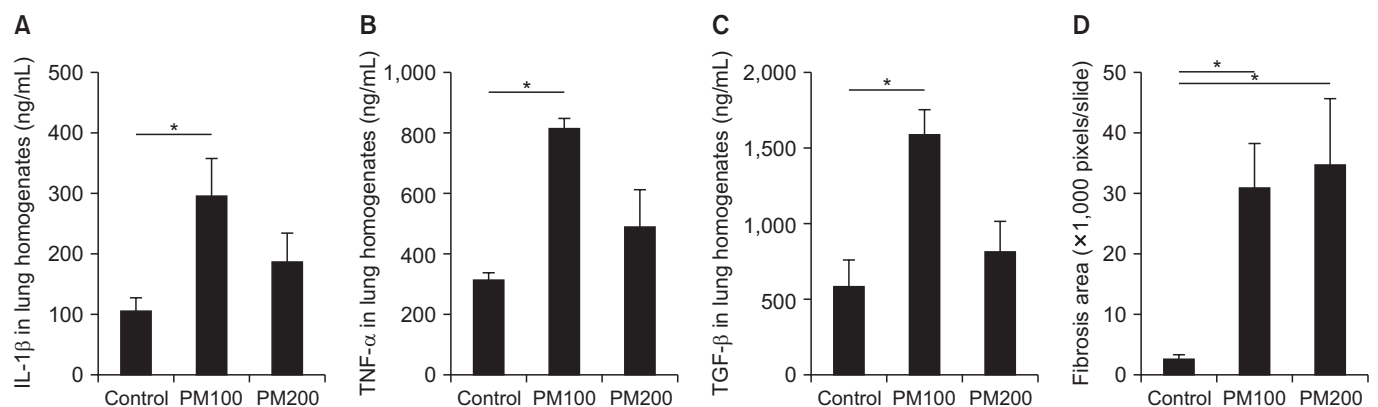 A
IL-1β in lung homogenates (ng/mL)
500
400
300
200
100
0
*
Control PM100 PM200
B
TNF-α in lung homogenates (ng/mL)
1,000
800
600
400
200
0
*
Control PM100 PM200
C
TGF-β in lung homogenates (ng/mL)
2,000
1,500
1,000
500
0
*
Control PM100 PM200
D
Fibrosis area (×1,000 pixels/slide)
50
40
30
20
10
0
*
*
Control PM100 PM200